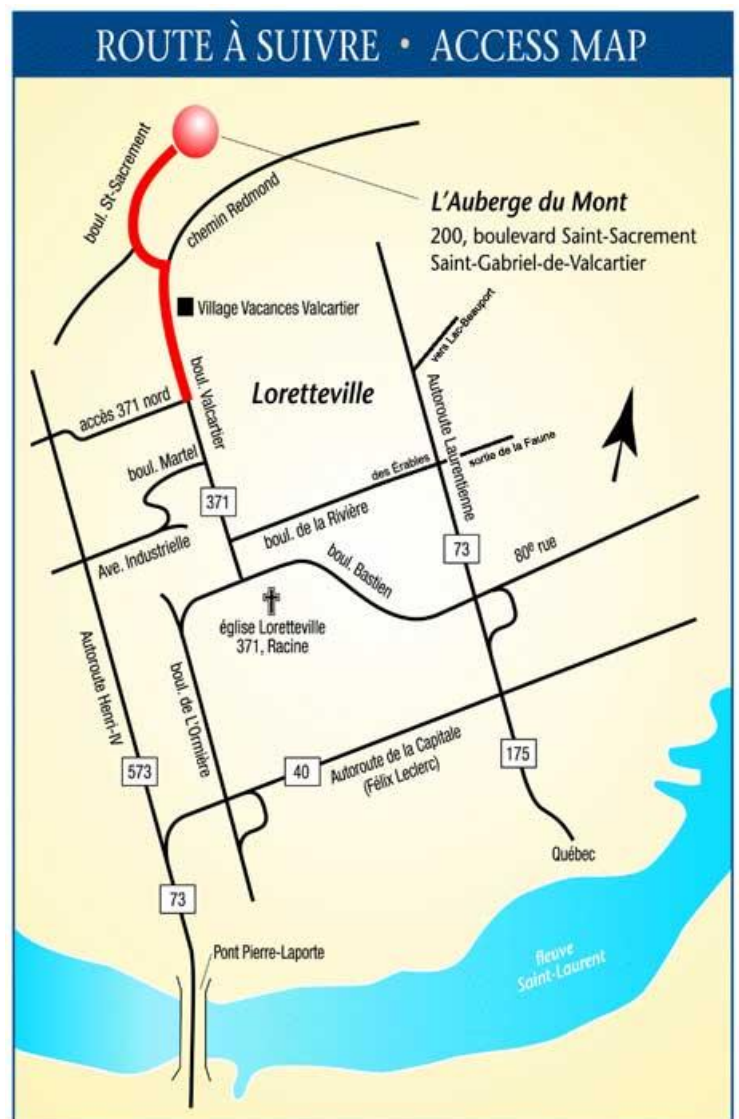 ROUTE À SUIVRE • ACCESS MAP
boul. St-Sacrement
chemin Redmond
L'Auberge du Mont
200, boulevard Saint-Sacrement
Saint-Gabriel-de-Valcartier
Village Vacances Valcartier
vers Lac-Beauport
boul. Valcartier
Loretteville
accès 371 nord
Autoroute Laurentienne
boul. Martel
des Érables
sortie de la Faune
371
boul. de la Rivière
Ave. Industrielle
boul. Bastien
73
80e rue
église Loretteville
371, Racine
Autoroute Henri-IV
boul. de L'Ormière
573
40
Autoroute de la Capitale
(Félix Leclerc)
175
Québec
73
Pont Pierre-Laporte
fleuve
Saint-Laurent